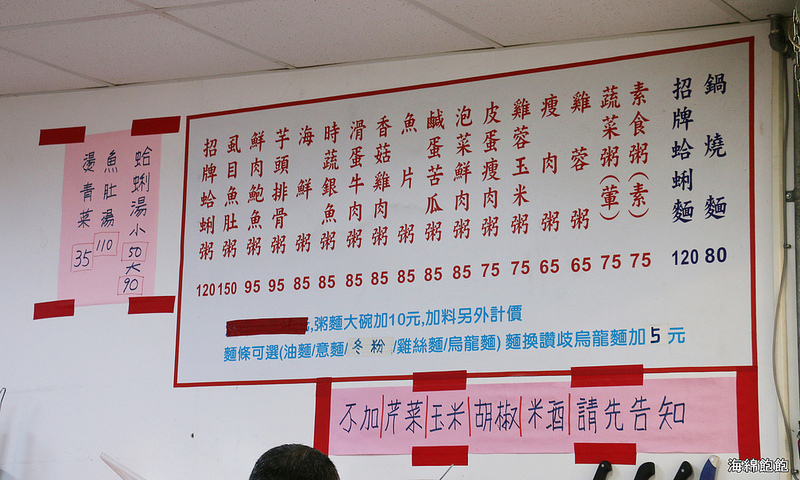 鍋燒麵 80
招牌蛤蜊麵 120
素食粥(素) 75
蔬菜粥(葷) 75
雞蓉粥 65
瘦肉粥 65
雞蓉玉米粥 75
皮蛋瘦肉粥 75
泡菜鮮肉粥 85
鹹蛋苦瓜粥 85
魚片粥 85
香菇雞肉粥 85
滑蛋牛肉粥 85
時蔬銀魚粥 85
海鮮粥 85
芋頭排骨粥 95
鮮肉鮑魚粥 95
虱目魚肚粥 150
招牌蛤蜊粥 120
,粥麵大碗加10元,加料另外計價
麵條可選(油麵/意麵/冬粉/雞絲麵/烏龍麵) 麵換讚歧烏龍麵加5元
蛤蜊湯小50大90
魚肚湯110
燙青菜35
不加|芹菜|玉米|胡椒|米酒|請先告知
海綿飽飽